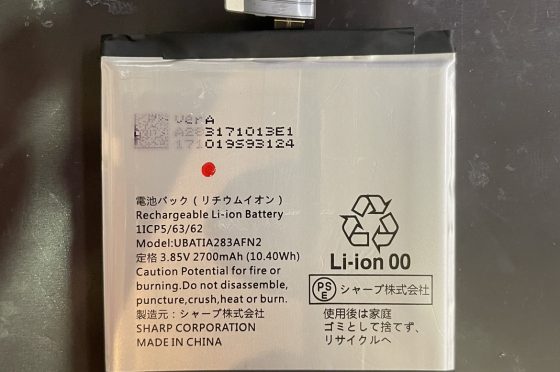 3171013E1
171019S93124
電池パック（リチウムイオン）
Rechargeable Li-ion Battery
1ICP5/63/62
Model:UBATIA283AFN2
定格 3.85V 2700mAh (10.40Wh)
Caution Potential for fire or
burning.Do not disassemble,
puncture,crush,heat or burn.
製造元：シャープ株式会社
SHARP CORPORATION
MADE IN CHINA
Li-ion 00
PSE シャープ株式会社
使用後は家庭
ゴミとして捨てず、
リサイクルへ